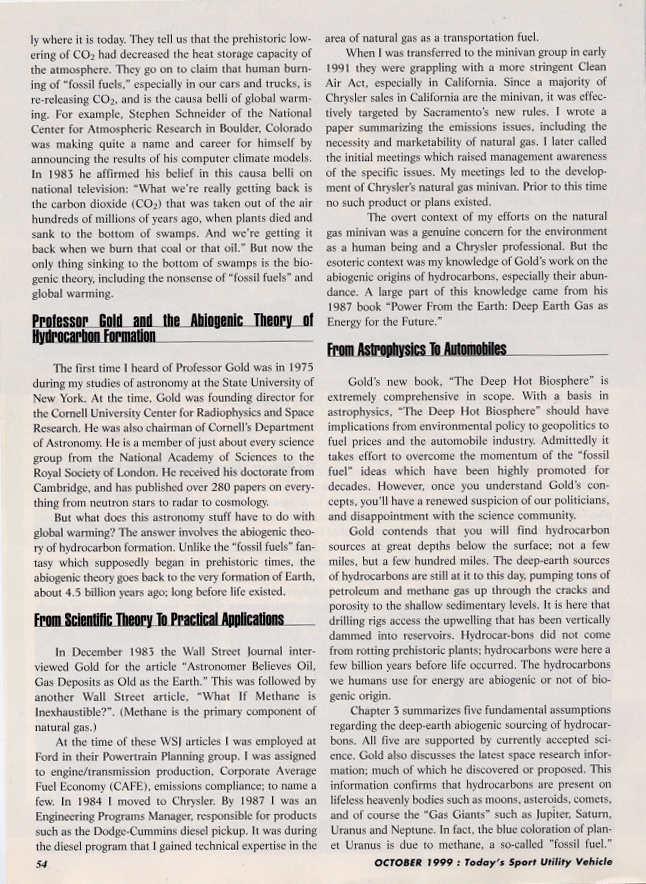 ly where it is today. They tell us that the prehistoric low-
ering of CO2 had decreased the heat storage capacity of
the atmosphere. They go on to claim that human burn-
ing of "fossil fuels," especially in our cars and trucks, is
re-releasing CO2, and is the causa belli of global warm-
ing. For example, Stephen Schneider of the National
Center for Atmospheric Research in Boulder, Colorado
was making quite a name and career for himself by
announcing the results of his computer climate models.
In 1983 he affirmed his belief in this causa belli on
national television: "What we're really getting back is
the carbon dioxide (CO2) that was taken out of the air
hundreds of millions of years ago, when plants died and
sank to the bottom of swamps. And we're getting it
back when we burn that coal or that oil." But now the
only thing sinking to the bottom of swamps is the bio-
genic theory, including the nonsense of "fossil fuels" and
global warming.
Professor Gold and the Abiogenic Theory of
Hydrocarbon Formation
The first time I heard of Professor Gold was in 1975
during my studies of astronomy at the State University of
New York. At the time, Gold was founding director for
the Cornell University Center for Radiophysics and Space
Research. He was also chairman of Cornell's Department
of Astronomy. He is a member of just about every science
group from the National Academy of Sciences to the
Royal Society of London. He received his doctorate from
Cambridge, and has published over 280 papers on every-
thing from neutron stars to radar to cosmology.
But what does this astronomy stuff have to do with
global warming? The answer involves the abiogenic theo-
ry of hydrocarbon formation. Unlike the "fossil fuels" fan-
tasy which supposedly began in prehistoric times, the
abiogenic theory goes back to the very formation of Earth,
about 4.5 billion years ago; long before life existed.
From Scientific Theory To Practical Applications
In December 1983 the Wall Street Journal inter-
viewed Gold for the article "Astronomer Believes Oil,
Gas Deposits as Old as the Earth." This was followed by
another Wall Street article, "What If Methane is
Inexhaustible?". (Methane is the primary component of
natural gas.)
At the time of these WSJ articles I was employed at
Ford in their Powertrain Planning group. I was assigned
to engine/transmission production, Corporate Average
Fuel Economy (CAFE), emissions compliance; to name a
few. In 1984 I moved to Chrysler. By 1987 I was an
Engineering Programs Manager, responsible for products
such as the Dodge-Cummins diesel pickup. It was during
the diesel program that I gained technical expertise in the
area of natural gas as a transportation fuel.
When I was transferred to the minivan group in early
1991 they were grappling with a more stringent Clean
Air Act, especially in California. Since a majority of
Chrysler sales in California are the minivan, it was effec-
tively targeted by Sacramento's new rules. I wrote a
paper summarizing the emissions issues, including the
necessity and marketability of natural gas. I later called
the initial meetings which raised management awareness
of the specific issues. My meetings led to the develop-
ment of Chrysler's natural gas minivan. Prior to this time
no such product or plans existed.
The overt context of my efforts on the natural
gas minivan was a genuine concern for the environment
as a human being and a Chrysler professional. But the
esoteric context was my knowledge of Gold's work on the
abiogenic origins of hydrocarbons, especially their abun-
dance. A large part of this knowledge came from his
1987 book "Power From the Earth: Deep Earth Gas as
Energy for the Future."
From Astrophysics To Automobiles
Gold's new book, "The Deep Hot Biosphere" is
extremely comprehensive in scope. With a basis in
astrophysics, "The Deep Hot Biosphere" should have
implications from environmental policy to geopolitics to
fuel prices and the automobile industry. Admittedly it
takes effort to overcome the momentum of the "fossil
fuel" ideas which have been highly promoted for
decades. However, once you understand Gold's con-
cepts, you'll have a renewed suspicion of our politicians,
and disappointment with the science community.
Gold contends that you will find hydrocarbon
sources at great depths below the surface; not a few
miles, but a few hundred miles. The deep-earth sources
of hydrocarbons are still at it to this day, pumping tons of
petroleum and methane gas up through the cracks and
porosity to the shallow sedimentary levels. It is here that
drilling rigs access the upwelling that has been vertically
dammed into reservoirs. Hydrocar-bons did not come
from rotting prehistoric plants; hydrocarbons were here a
few billion years before life occurred. The hydrocarbons
we humans use for energy are abiogenic or not of bio-
genic origin.
Chapter 3 summarizes five fundamental assumptions
regarding the deep-earth abiogenic sourcing of hydrocar-
bons. All five are supported by currently accepted sci-
ence. Gold also discusses the latest space research infor-
mation; much of which he discovered or proposed. This
information confirms that hydrocarbons are present on
lifeless heavenly bodies such as moons, asteroids, comets,
and of course the "Gas Giants" such as Jupiter, Saturn,
Uranus and Neptune. In fact, the blue coloration of plan-
et Uranus is due to methane, a so-called "fossil fuel."
54
OCTOBER 1999 : Today's Sport Utility Vehicle